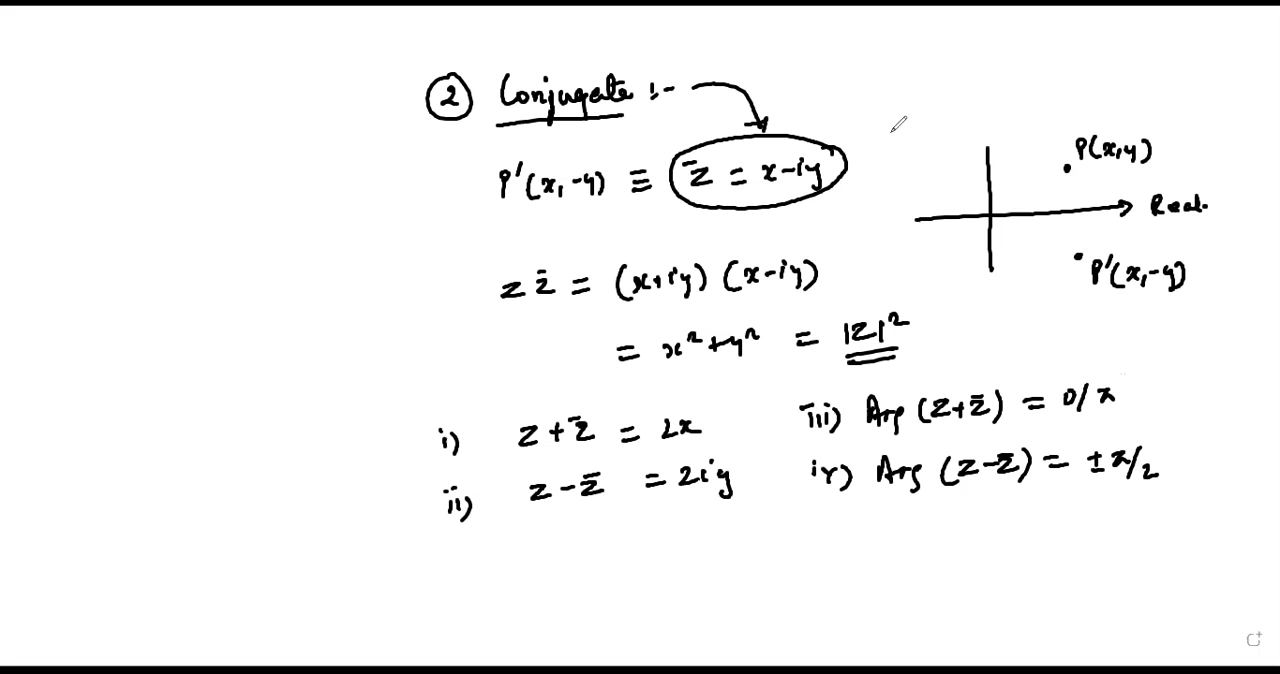 ② Conjugate :-
P'(x, -y) ≡ z̄ = x-iy
P(x,y)
Real.
P'(x, -y)
z z̄ = (x+iy) (x-iy)
= x²+y² = |z|²
i) z + z̄ = 2x
ii) z - z̄ = 2iy
iii) Arg (z+z̄) = 0/π
iv) Arg (z-z̄) = ±π/2